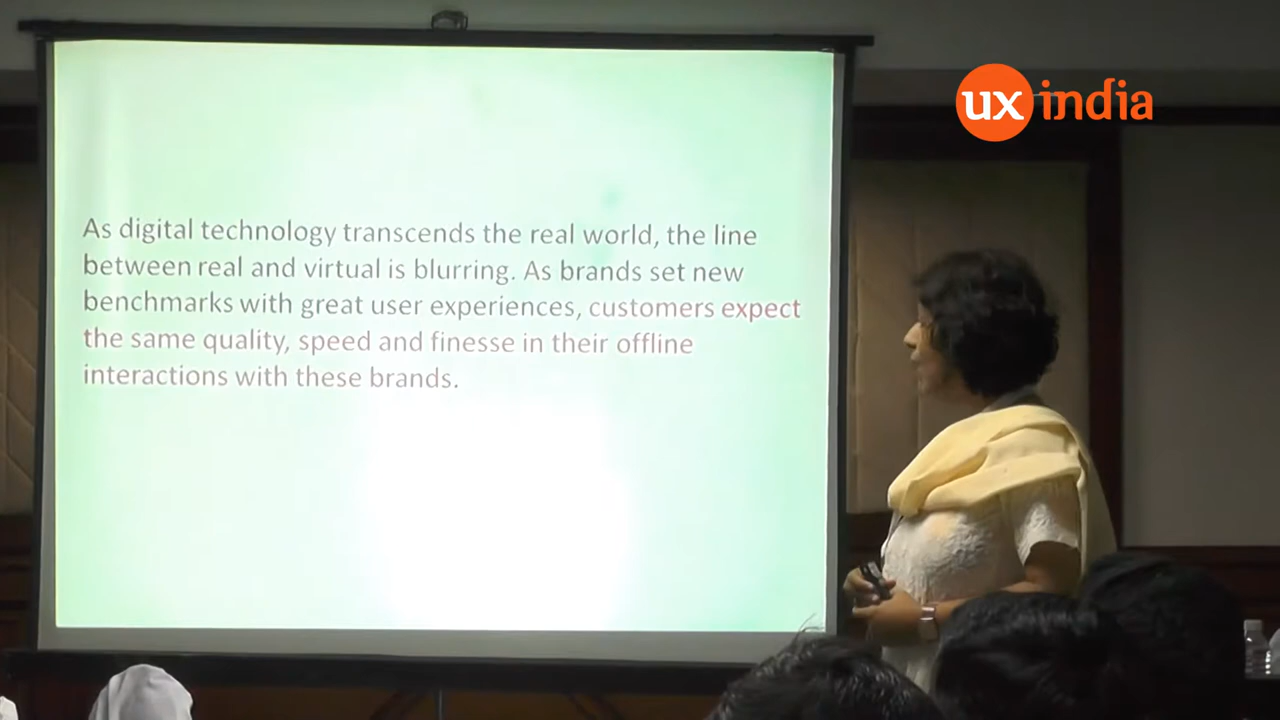 ux india
As digital technology transcends the real world, the line
between real and virtual is blurring. As brands set new
benchmarks with great user experiences, customers expect
the same quality, speed and finesse in their offline
interactions with these brands.